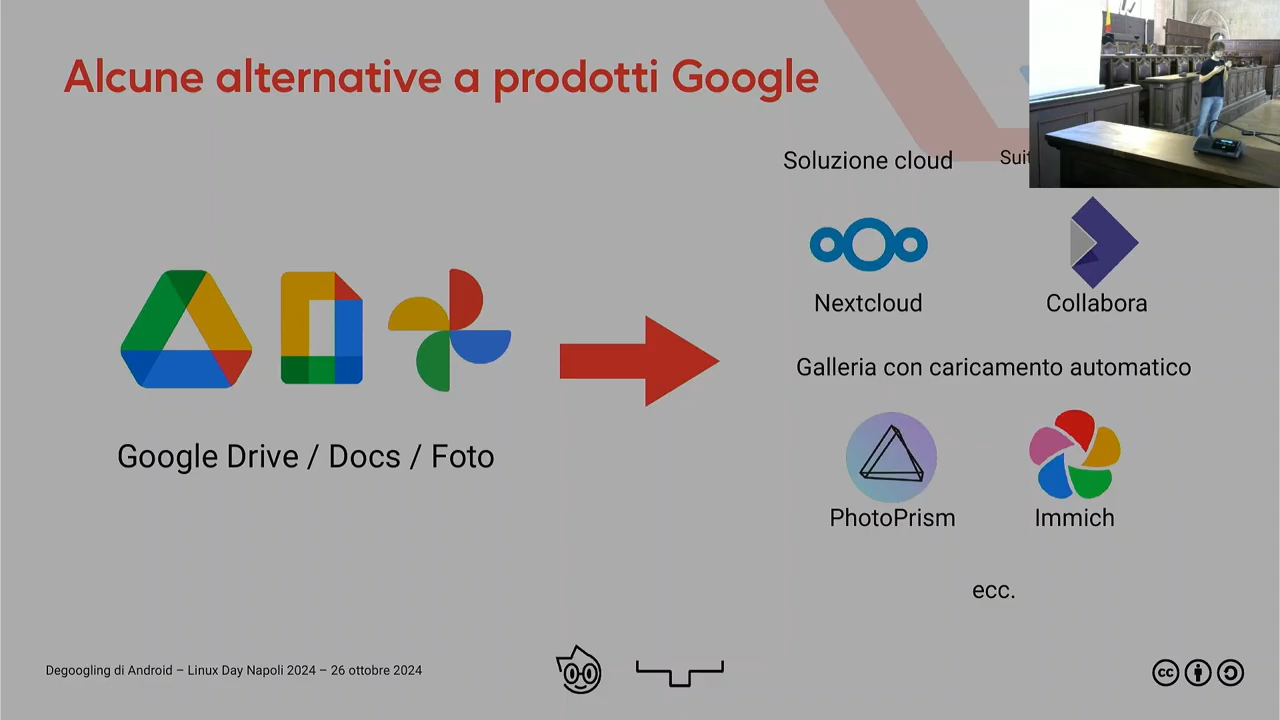 Alcune alternative a prodotti Google
Soluzione cloud
Nextcloud
Collabora
Galleria con caricamento automatico
Google Drive / Docs / Foto
PhotoPrism
Immich
ecc.
Degoogling di Android – Linux Day Napoli 2024 – 26 ottobre 2024
cc